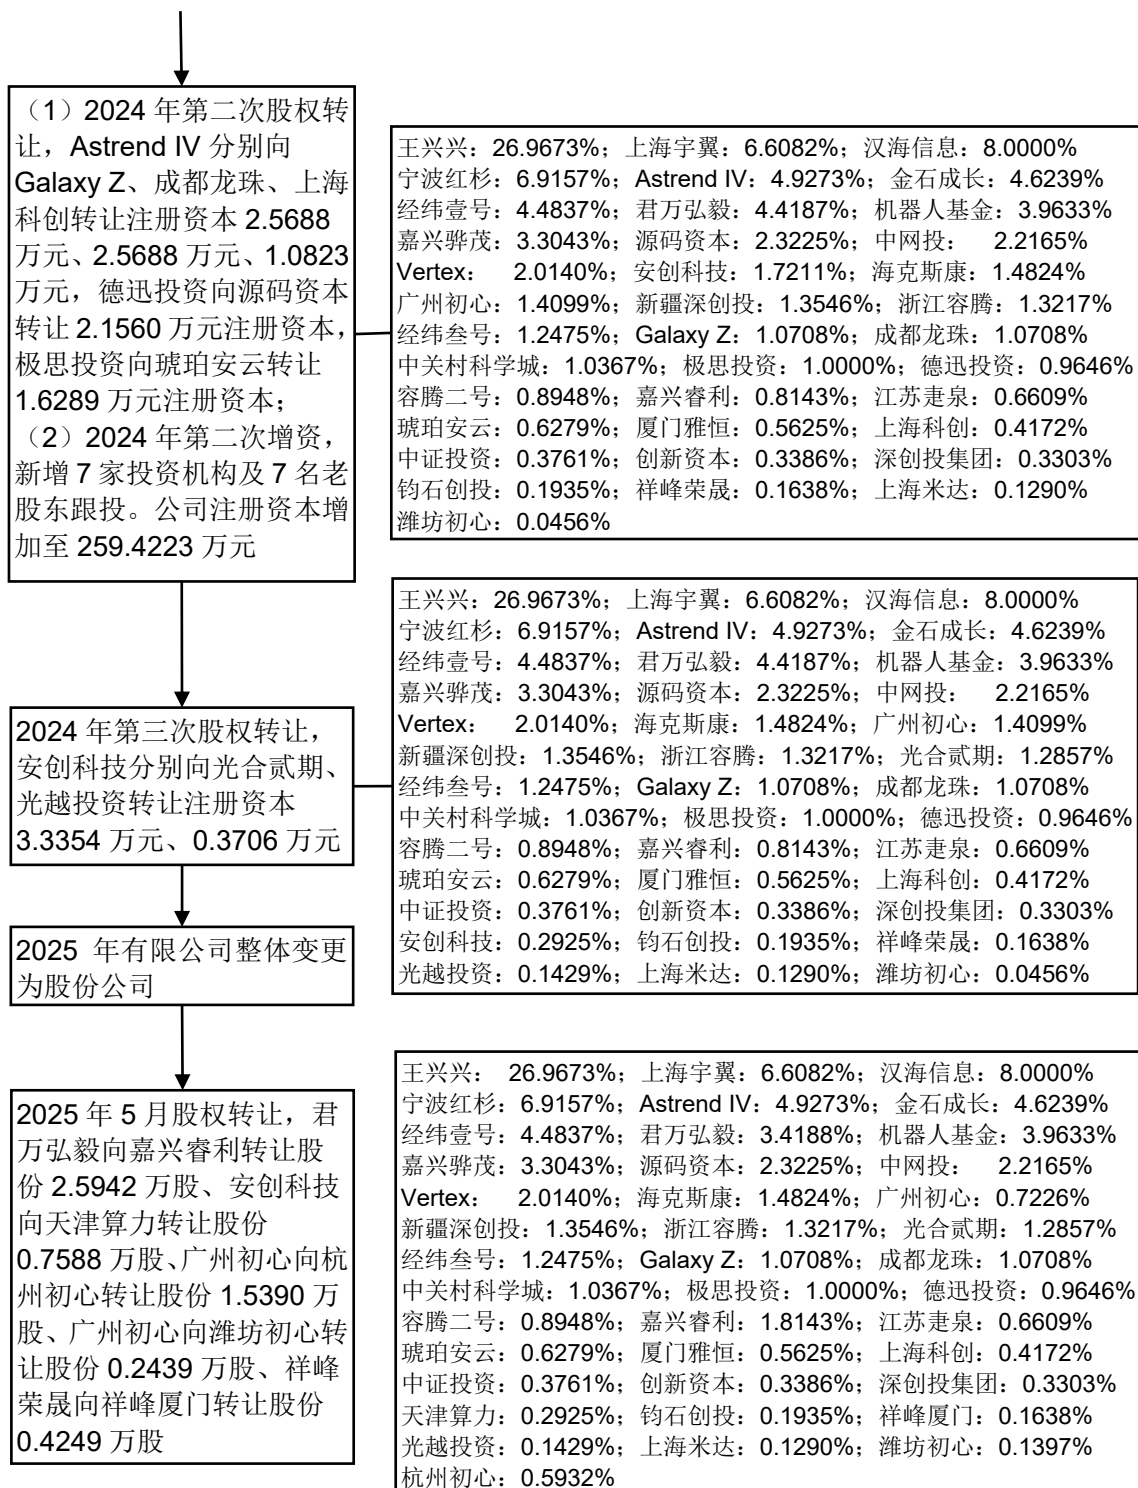 （1）2024 年第二次股权转
让，Astrend IV 分别向
Galaxy Z、成都龙珠、上海
科创转让注册资本 2.5688
万元、2.5688 万元、1.0823
万元，德迅投资向源码资本
转让 2.1560 万元注册资本，
极思投资向琥珀安云转让
1.6289 万元注册资本；
（2）2024 年第二次增资，
新增 7 家投资机构及 7 名老
股东跟投。公司注册资本增
加至 259.4223 万元
王兴兴：26.9673%；上海宇翼：6.6082%；汉海信息：8.0000%
宁波红杉：6.9157%；Astrend IV：4.9273%；金石成长：4.6239%
经纬壹号：4.4837%；君万弘毅：4.4187%；机器人基金：3.9633%
嘉兴骅茂：3.3043%；源码资本：2.3225%；中网投： 2.2165%
Vertex： 2.0140%；安创科技：1.7211%；海克斯康：1.4824%
广州初心：1.4099%；新疆深创投：1.3546%；浙江容腾：1.3217%
经纬叁号：1.2475%；Galaxy Z：1.0708%；成都龙珠：1.0708%
中关村科学城：1.0367%；极思投资：1.0000%；德迅投资：0.9646%
容腾二号：0.8948%；嘉兴睿利：0.8143%；江苏疌泉：0.6609%
琥珀安云：0.6279%；厦门雅恒：0.5625%；上海科创：0.4172%
中证投资：0.3761%；创新资本：0.3386%；深创投集团：0.3303%
钧石创投：0.1935%；祥峰荣晟：0.1638%；上海米达：0.1290%
潍坊初心：0.0456%
2024 年第三次股权转让，
安创科技分别向光合贰期、
光越投资转让注册资本
3.3354 万元、0.3706 万元
王兴兴：26.9673%；上海宇翼：6.6082%；汉海信息：8.0000%
宁波红杉：6.9157%；Astrend IV：4.9273%；金石成长：4.6239%
经纬壹号：4.4837%；君万弘毅：4.4187%；机器人基金：3.9633%
嘉兴骅茂：3.3043%；源码资本：2.3225%；中网投： 2.2165%
Vertex： 2.0140%；海克斯康：1.4824%；广州初心：1.4099%
新疆深创投：1.3546%；浙江容腾：1.3217%；光合贰期：1.2857%
经纬叁号：1.2475%；Galaxy Z：1.0708%；成都龙珠：1.0708%
中关村科学城：1.0367%；极思投资：1.0000%；德迅投资：0.9646%
容腾二号：0.8948%；嘉兴睿利：0.8143%；江苏疌泉：0.6609%
琥珀安云：0.6279%；厦门雅恒：0.5625%；上海科创：0.4172%
中证投资：0.3761%；创新资本：0.3386%；深创投集团：0.3303%
安创科技：0.2925%；钧石创投：0.1935%；祥峰荣晟：0.1638%
光越投资：0.1429%；上海米达：0.1290%；潍坊初心：0.0456%
2025 年有限公司整体变更
为股份公司
2025 年 5 月股权转让，君
万弘毅向嘉兴睿利转让股
份 2.5942 万股、安创科技
向天津算力转让股份
0.7588 万股、广州初心向杭
州初心转让股份 1.5390 万
股、广州初心向潍坊初心转
让股份 0.2439 万股、祥峰
荣晟向祥峰厦门转让股份
0.4249 万股
王兴兴： 26.9673%；上海宇翼：6.6082%；汉海信息：8.0000%
宁波红杉：6.9157%；Astrend IV：4.9273%；金石成长：4.6239%
经纬壹号：4.4837%；君万弘毅：3.4188%；机器人基金：3.9633%
嘉兴骅茂：3.3043%；源码资本：2.3225%；中网投： 2.2165%
Vertex： 2.0140%；海克斯康：1.4824%；广州初心：0.7226%
新疆深创投：1.3546%；浙江容腾：1.3217%；光合贰期：1.2857%
经纬叁号：1.2475%；Galaxy Z：1.0708%；成都龙珠：1.0708%
中关村科学城：1.0367%；极思投资：1.0000%；德迅投资：0.9646%
容腾二号：0.8948%；嘉兴睿利：1.8143%；江苏疌泉：0.6609%
琥珀安云：0.6279%；厦门雅恒：0.5625%；上海科创：0.4172%
中证投资：0.3761%；创新资本：0.3386%；深创投集团：0.3303%
天津算力：0.2925%；钧石创投：0.1935%；祥峰厦门：0.1638%
光越投资：0.1429%；上海米达：0.1290%；潍坊初心：0.1397%
杭州初心：0.5932%